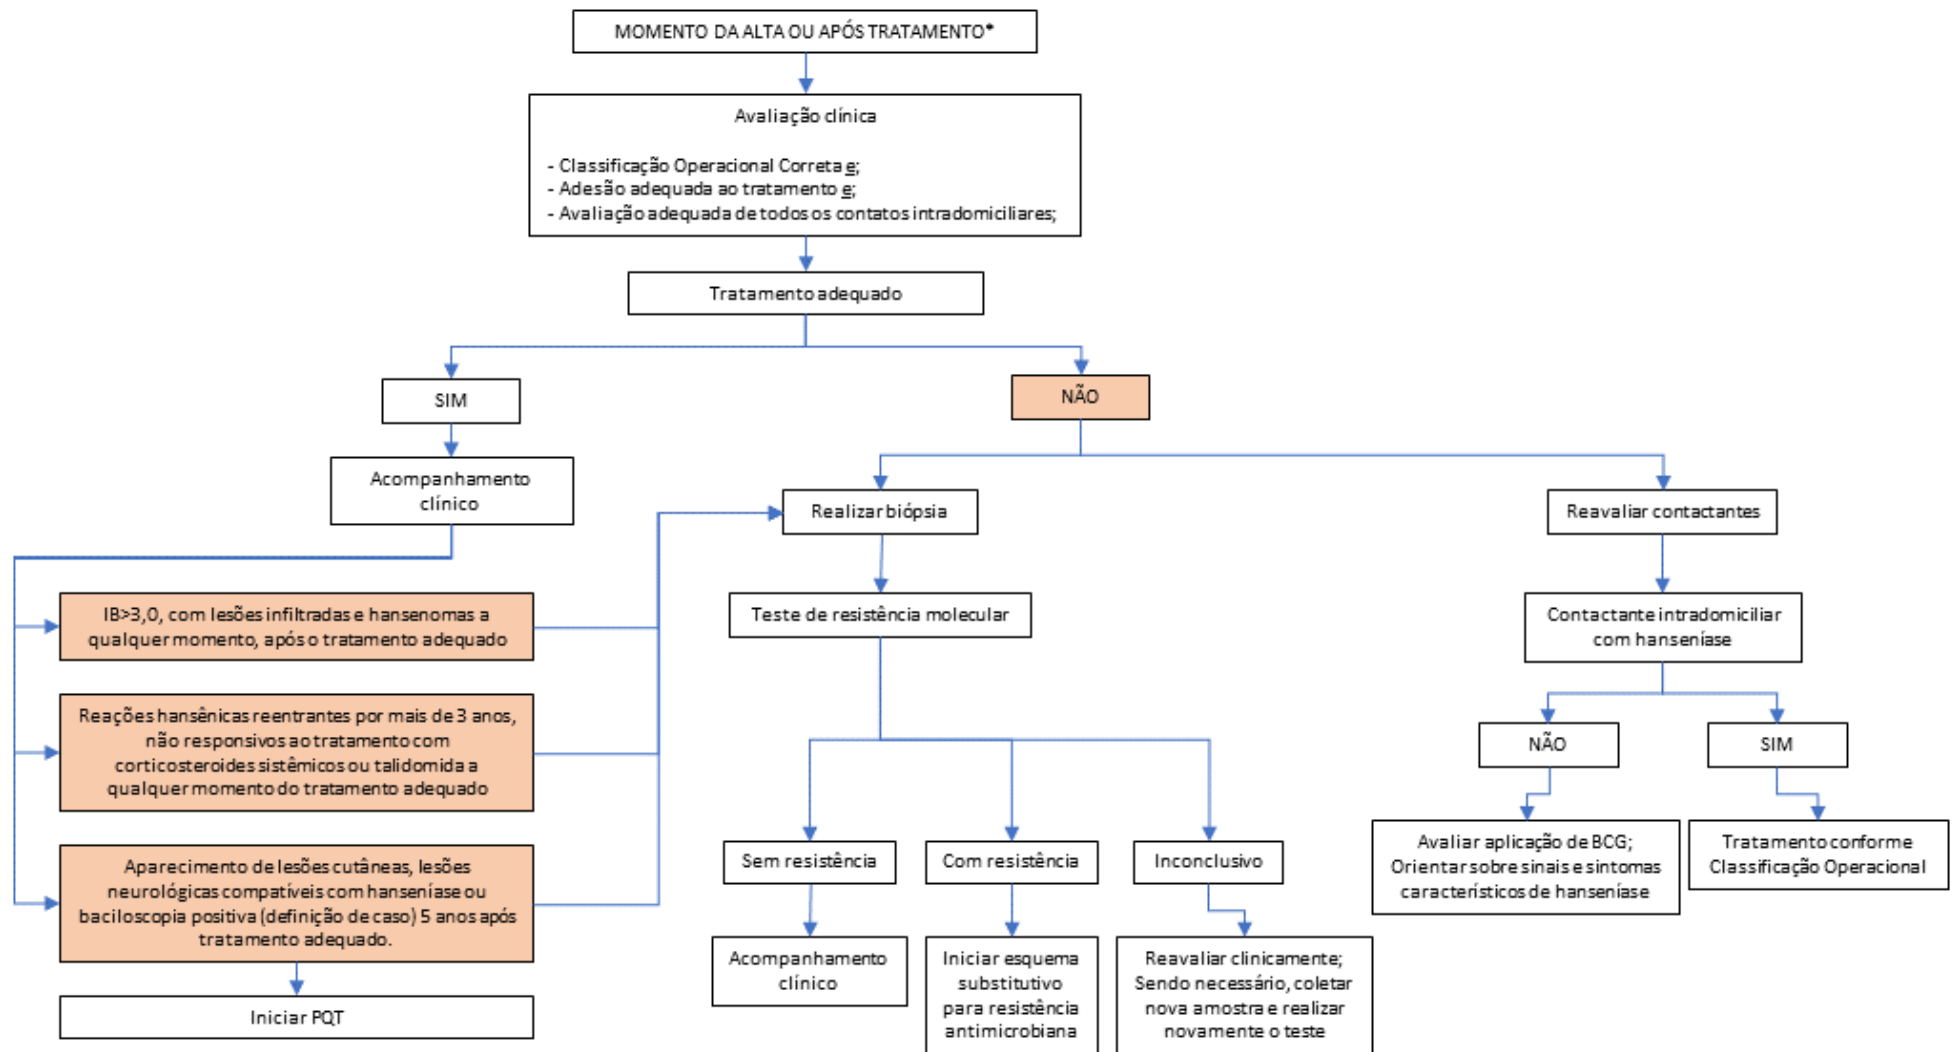 MOMENTO DA ALTA OU APÓS TRATAMENTO*
Avaliação clínica
- Classificação Operacional Correta e;
- Adesão adequada ao tratamento e;
- Avaliação adequada de todos os contatos intradomiciliares;
Tratamento adequado
SIM
NÃO
Acompanhamento
clínico
Realizar biópsia
Reavaliar contactantes
IB>3,0, com lesões infiltradas e hansenomas a
qualquer momento, após o tratamento adequado
Teste de resistência molecular
Contactante intradomiciliar
com hanseníase
Reações hansênicas reentrantes por mais de 3 anos,
não responsivos ao tratamento com
corticosteroides sistêmicos ou talidomida a
qualquer momento do tratamento adequado
NÃO
SIM
Aparecimento de lesões cutâneas, lesões
neurológicas compatíveis com hanseníase ou
baciloscopia positiva (definição de caso) 5 anos após
tratamento adequado.
Sem resistência
Com resistência
Inconclusivo
Avaliar aplicação de BCG;
Orientar sobre sinais e sintomas
característicos de hanseníase
Tratamento conforme
Classificação Operacional
Iniciar PQT
Acompanhamento
clínico
Iniciar esquema
substitutivo
para resistência
antimicrobiana
Reavaliar clinicamente;
Sendo necessário, coletar
nova amostra e realizar
novamente o teste